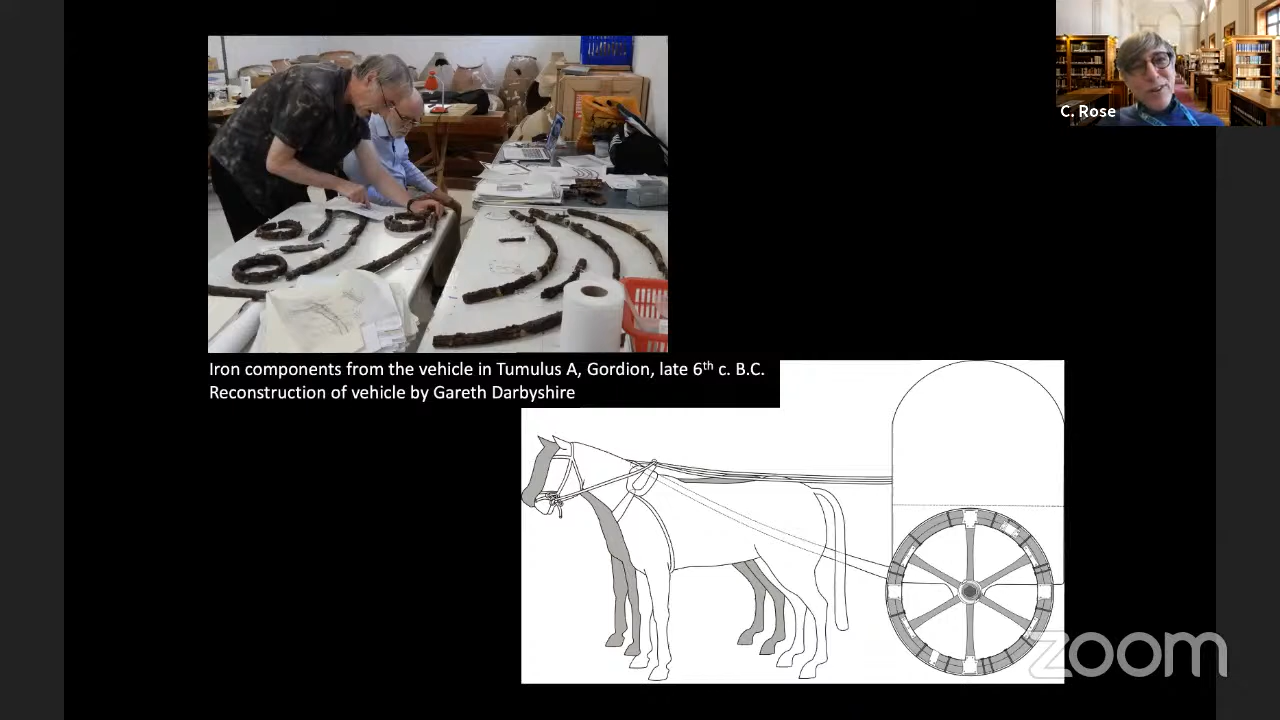 C. Rose
Iron components from the vehicle in Tumulus A, Gordion, late 6th c. B.C.
Reconstruction of vehicle by Gareth Darbyshire
zoom